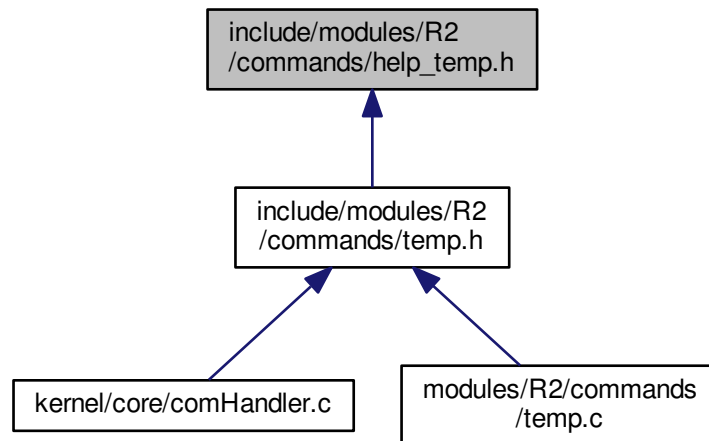 include/modules/R2
/commands/help_temp.h
include/modules/R2
/commands/temp.h
kernel/core/comHandler.c
modules/R2/commands
/temp.c